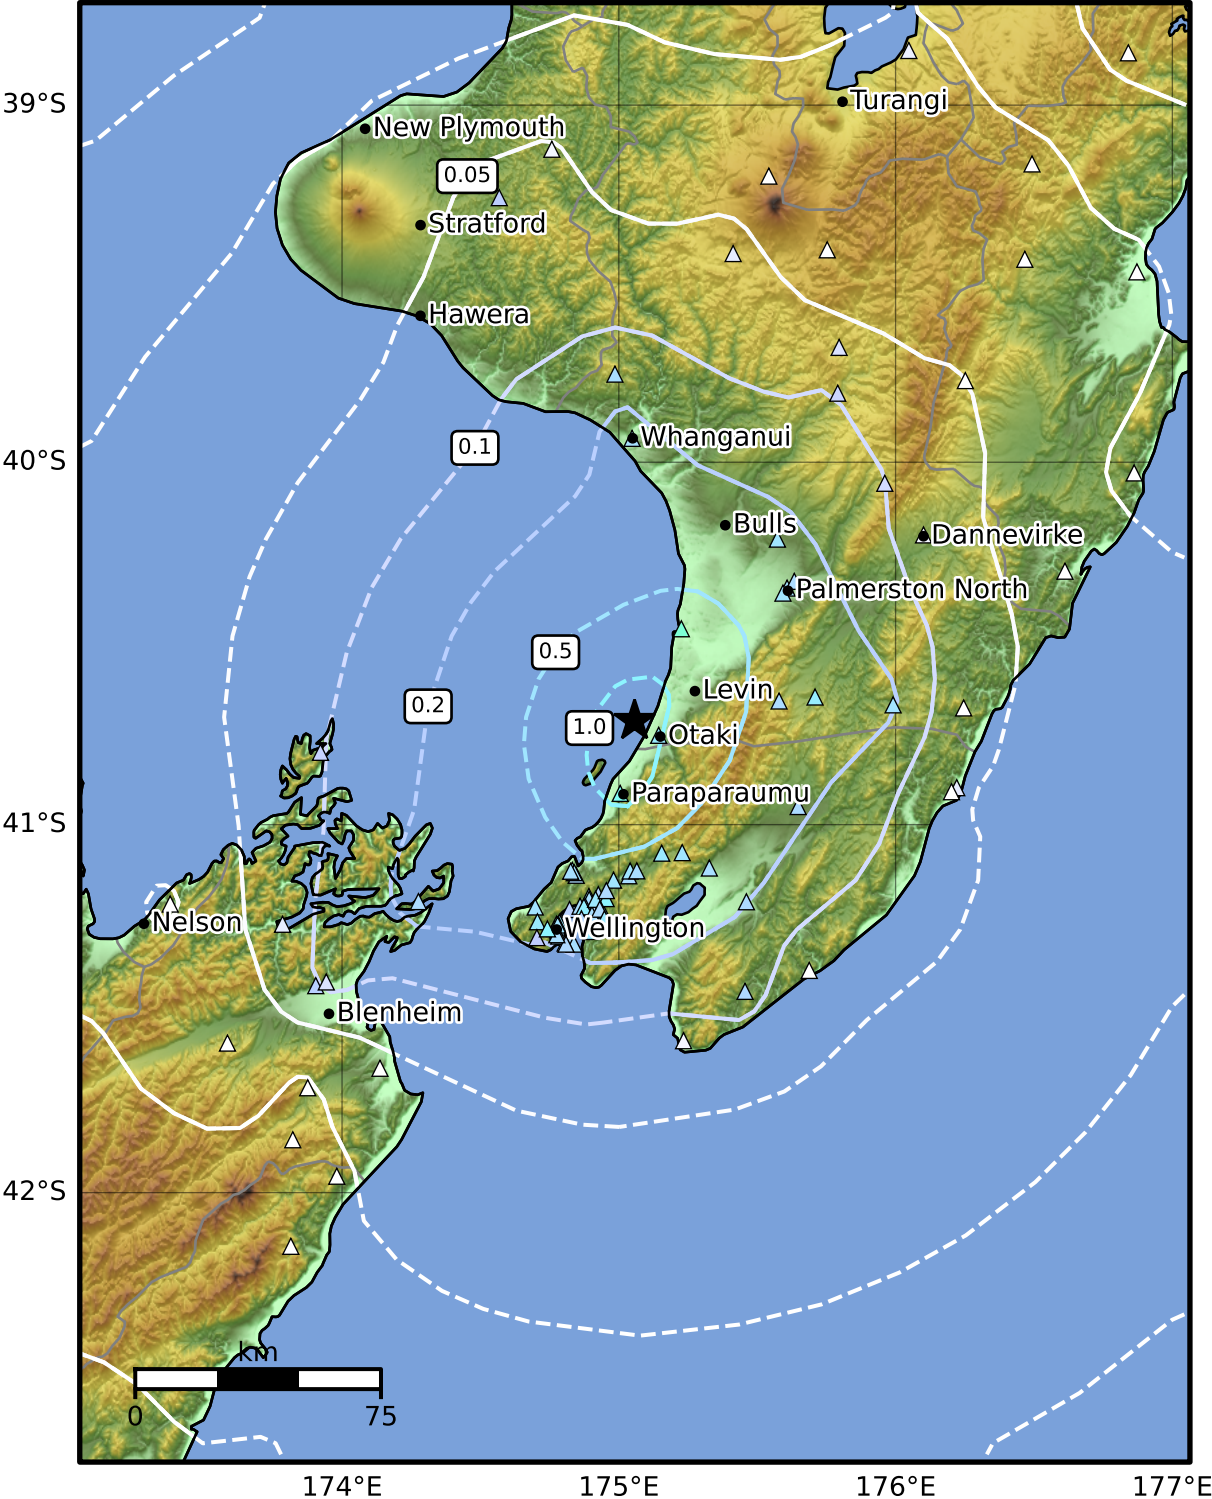 39°S
Turangi
New Plymouth
0.05
Stratford
Hawera
0.1
Whanganui
40°S
Bulls
Dannevirke
Palmerston North
0.5
Levin
0.2
1.0
Otaki
Paraparaumu
41°S
Nelson
Wellington
Blenheim
42°S
km
0 75
174°E 175°E 176°E 177°E